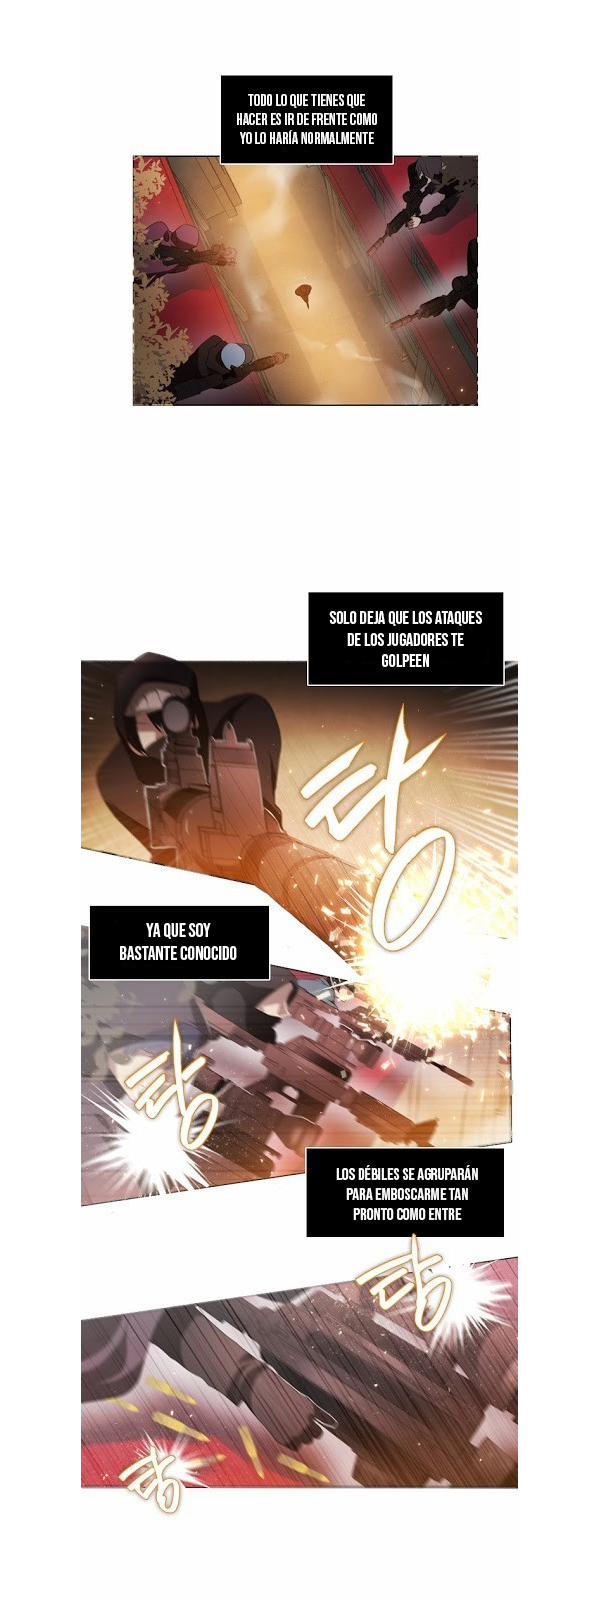 TODO LO QUE TIENES QUE
HACER ES IR DE FRENTE COMO
YO LO HARÍA NORMALMENTE
SOLO DEJA QUE LOS ATAQUES
DE LOS JUGADORES TE
GOLPEEN
탕
YA QUE SOY
BASTANTE CONOCIDO
탕
LOS DÉBILES SE AGRUPARÁN
PARA EMBOSCARME TAN
PRONTO COMO ENTRE
탕
탕